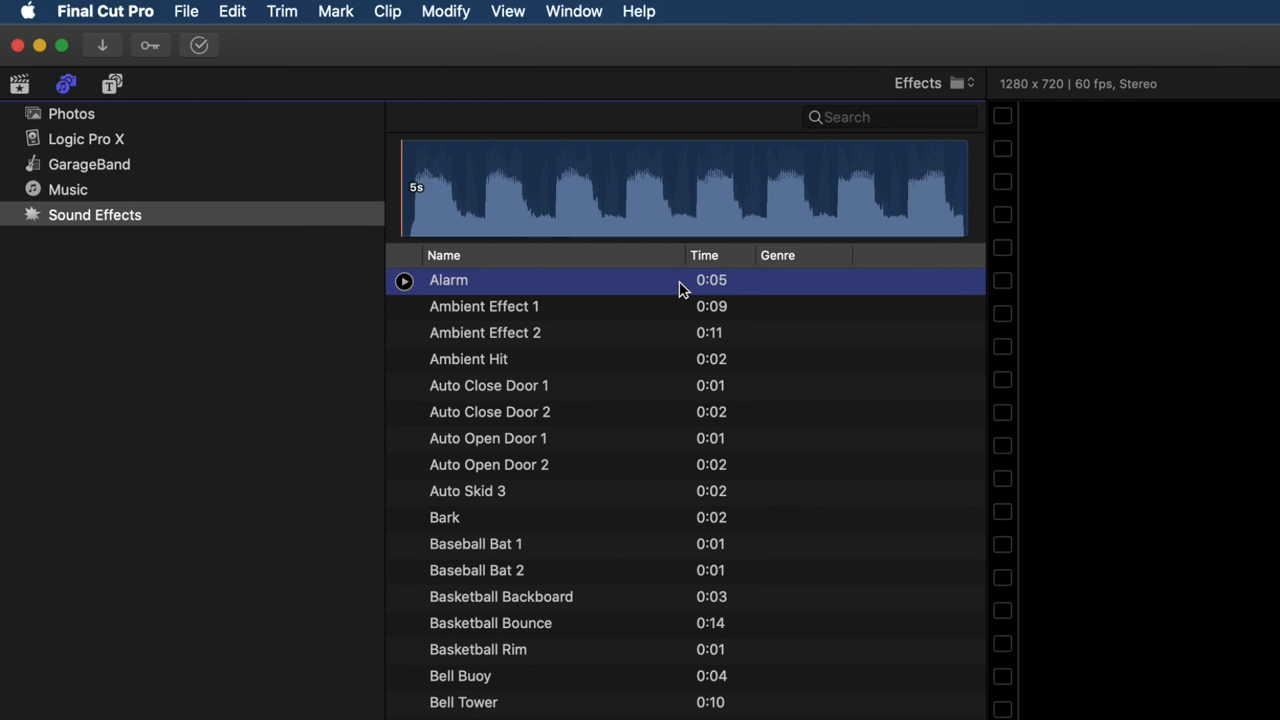 Final Cut Pro File Edit Trim Mark Clip Modify View Window Help
Effects
1280 x 720 | 60 fps, Stereo
Photos
Logic Pro X
GarageBand
Music
Sound Effects
Search
5s
Name Time Genre
Alarm 0:05
Ambient Effect 1 0:09
Ambient Effect 2 0:11
Ambient Hit 0:02
Auto Close Door 1 0:01
Auto Close Door 2 0:02
Auto Open Door 1 0:01
Auto Open Door 2 0:02
Auto Skid 3 0:02
Bark 0:02
Baseball Bat 1 0:01
Baseball Bat 2 0:01
Basketball Backboard 0:03
Basketball Bounce 0:14
Basketball Rim 0:01
Bell Buoy 0:04
Bell Tower 0:10